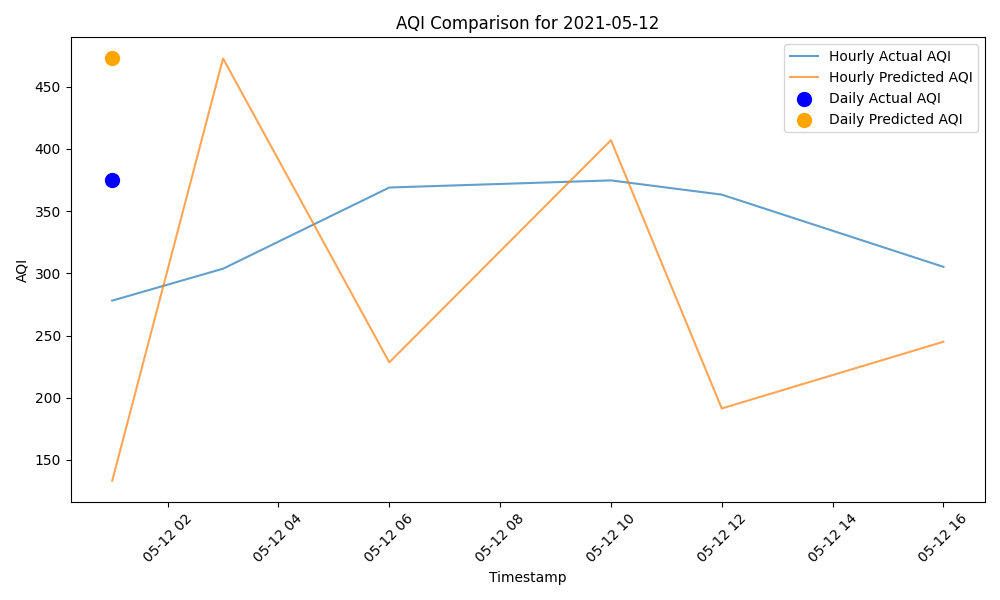 AQI Comparison for 2021-05-12
Hourly Actual AQI
Hourly Predicted AQI
Daily Actual AQI
Daily Predicted AQI
AQI
450
400
350
300
250
200
150
05-12 02
05-12 04
05-12 06
05-12 08
05-12 10
05-12 12
05-12 14
05-12 16
Timestamp